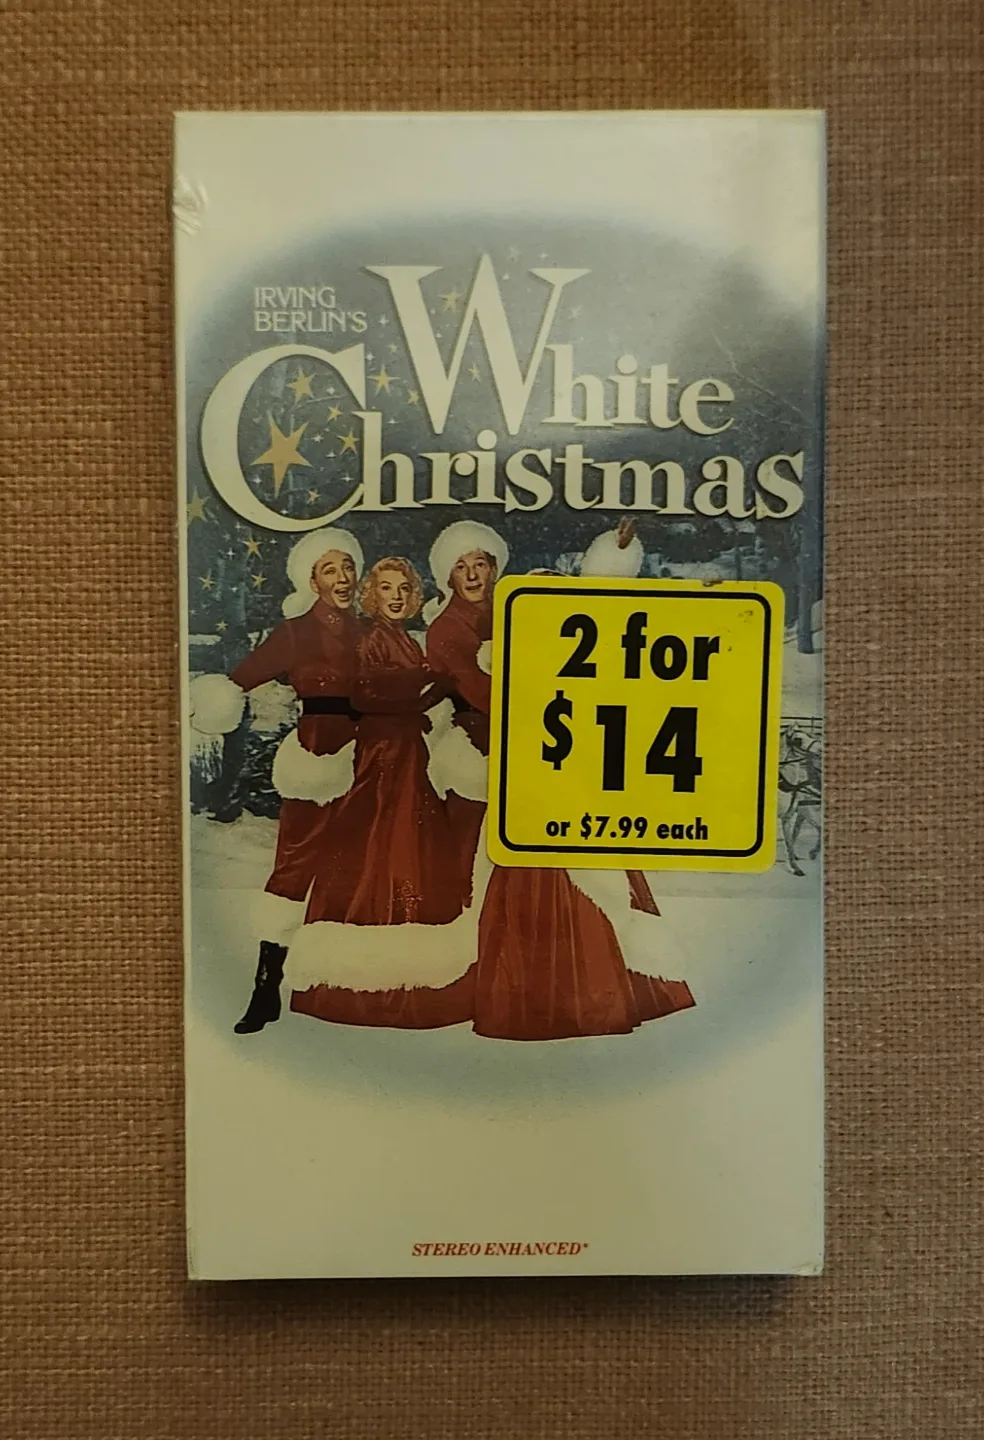 IRVING
BERLIN'S
White
Christmas
2 for
$14
or $7.99 each
STEREO ENHANCED*